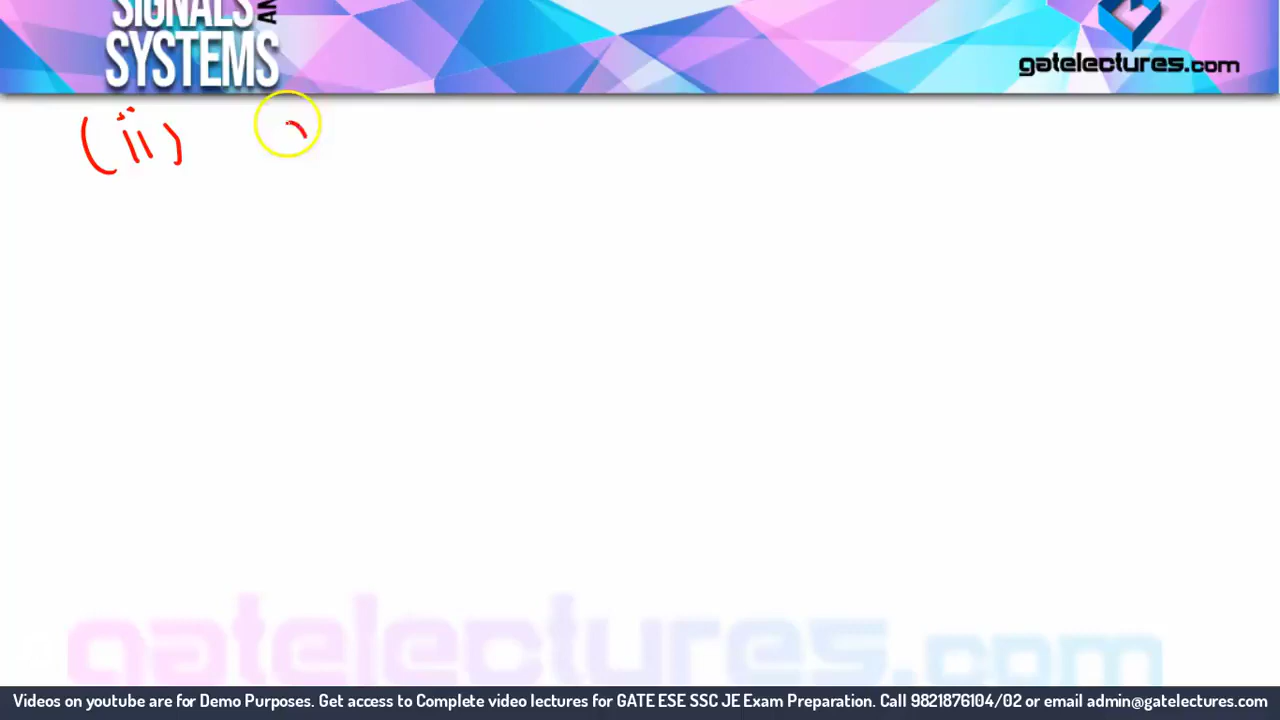 SIGNALS AN
SYSTEMS
gatelectures.com
(ii)
gatelectures.com
Videos on youtube are for Demo Purposes. Get access to Complete video lectures for GATE ESE SSC JE Exam Preparation. Call 9821876104/02 or email admin@gatelectures.com